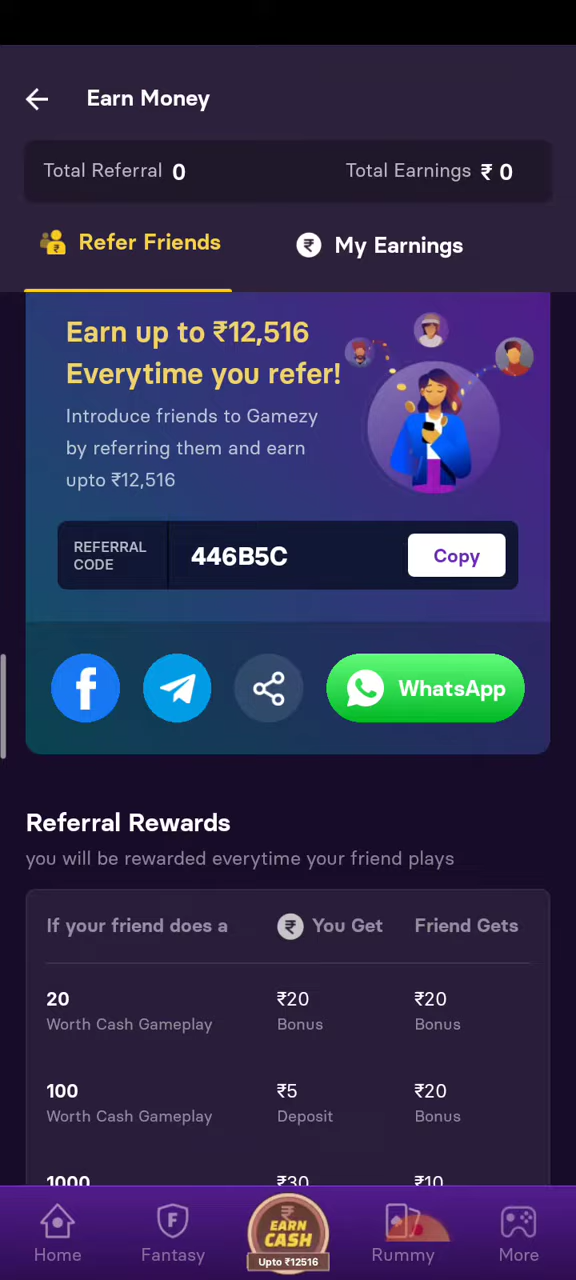 Earn Money
Total Referral 0 Total Earnings ₹ 0
Refer Friends My Earnings
Earn up to ₹12,516
Everytime you refer!
Introduce friends to Gamezy
by referring them and earn
upto ₹12,516
REFERRAL
CODE
446B5C
Copy
WhatsApp
Referral Rewards
you will be rewarded everytime your friend plays
If your friend does a ₹ You Get Friend Gets
20 ₹20 ₹20
Worth Cash Gameplay Bonus Bonus
100 ₹5 ₹20
Worth Cash Gameplay Deposit Bonus
1000 ₹30 ₹10
EARN
CASH
Upto ₹12516
Home Fantasy Rummy More